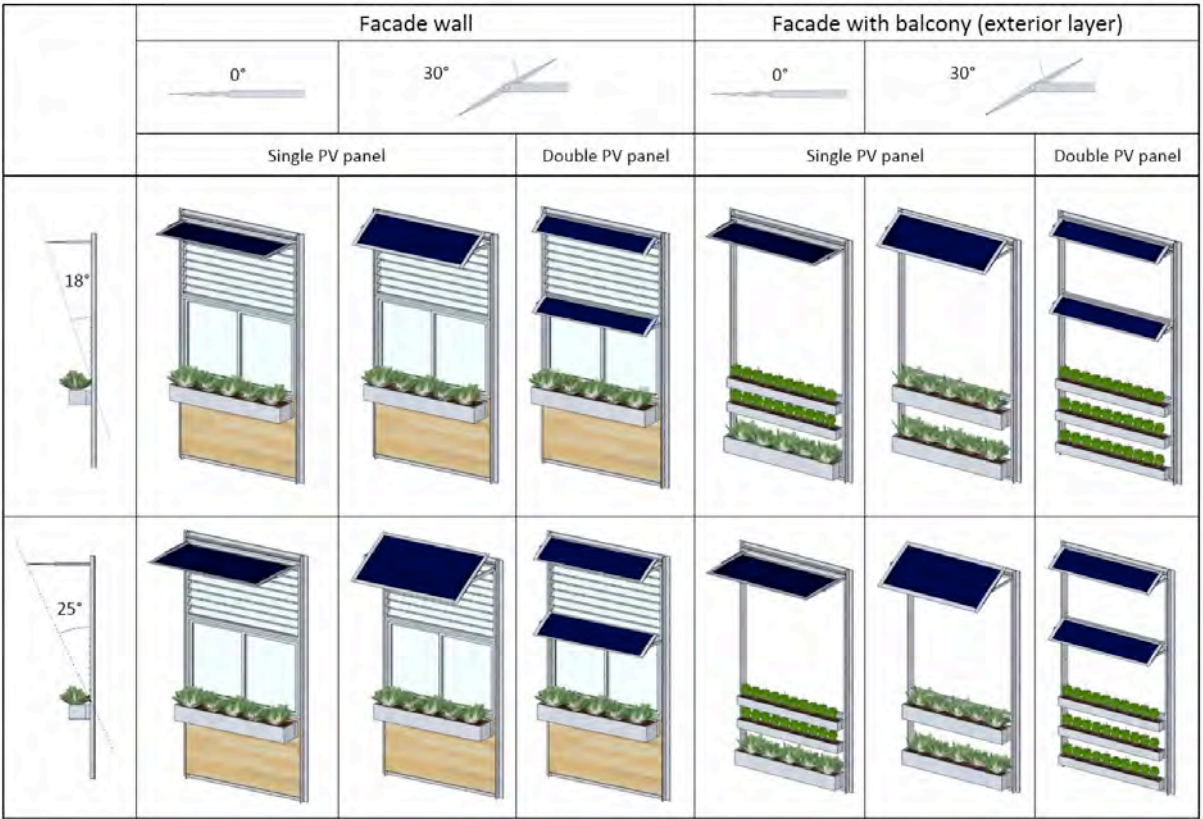 Facade wall Facade with balcony (exterior layer)
0° 30° 0° 30°
Single PV panel Double PV panel Single PV panel Double PV panel
18°
25°